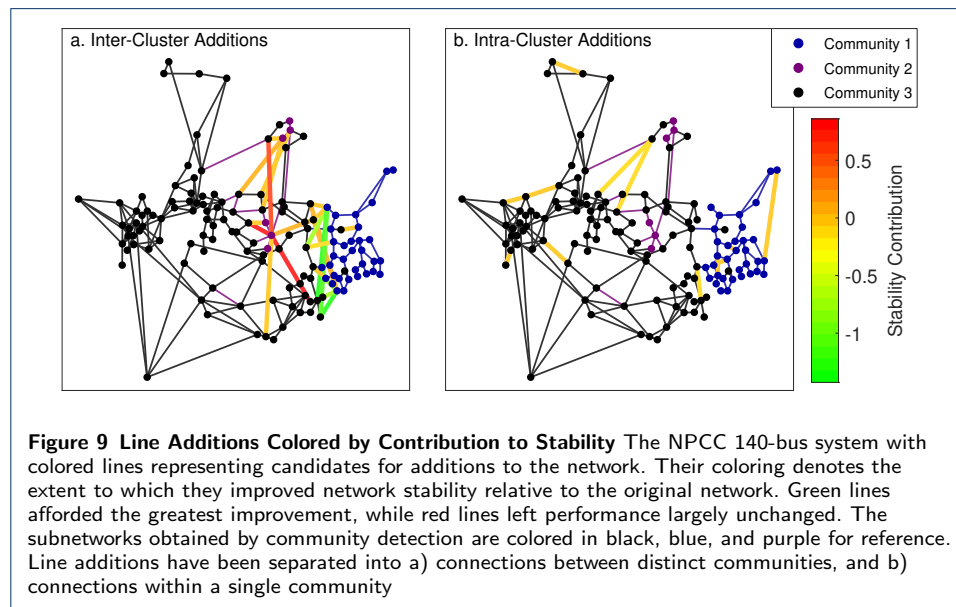 a. Inter-Cluster Additions
b. Intra-Cluster Additions
Community 1
Community 2
Community 3
0.5
0
-0.5
-1
Stability Contribution
Figure 9 Line Additions Colored by Contribution to Stability The NPCC 140-bus system with
colored lines representing candidates for additions to the network. Their coloring denotes the
extent to which they improved network stability relative to the original network. Green lines
afforded the greatest improvement, while red lines left performance largely unchanged. The
subnetworks obtained by community detection are colored in black, blue, and purple for reference.
Line additions have been separated into a) connections between distinct communities, and b)
connections within a single community